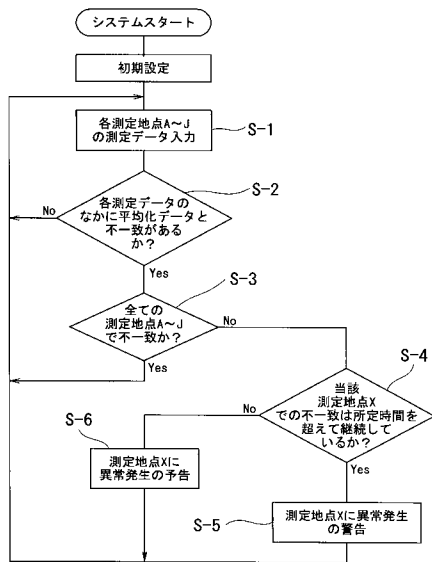 システムスタート
初期設定
各測定地点A～J
の測定データ入力
S-1
各測定データの
なかに平均化データと
不一致がある
か？
S-2
No
Yes
全ての
測定地点A～J
で不一致か？
S-3
No
Yes
当該
測定地点X
での不一致は所定時間を
超えて継続して
いるか？
S-4
No
Yes
S-6
測定地点Xに
異常発生の予告
S-5
測定地点Xに異常発生
の警告